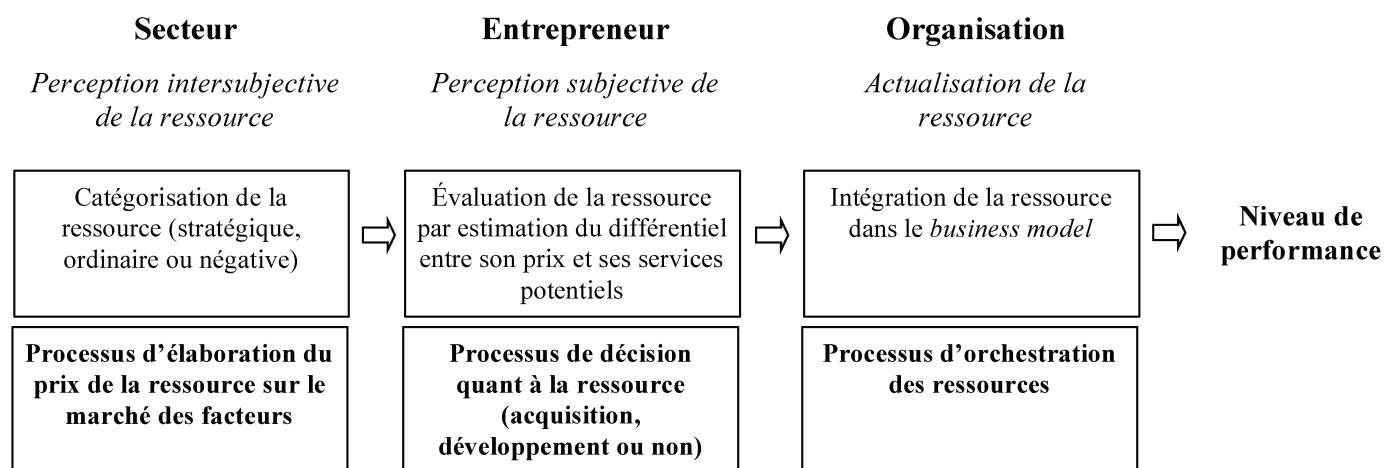 Secteur
Perception intersubjective
de la ressource
Catégorisation de la
ressource (stratégique,
ordinaire ou négative)
Processus d’élaboration du
prix de la ressource sur le
marché des facteurs
Entrepreneur
Perception subjective de
la ressource
Évaluation de la ressource
par estimation du différentiel
entre son prix et ses services
potentiels
Processus de décision
quant à la ressource
(acquisition,
développement ou non)
Organisation
Actualisation de la
ressource
Intégration de la ressource
dans le business model
Processus d’orchestration
des ressources
Niveau de
performance